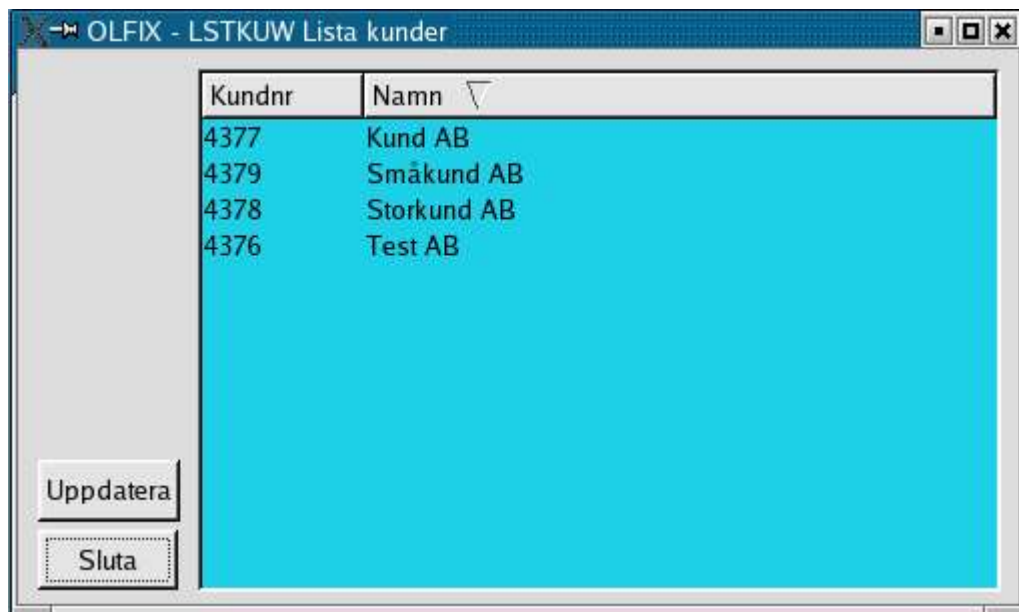 OLFIX - LSTKUW Lista kunder
Kundnr Namn
4377 Kund AB
4379 Småkund AB
4378 Storkund AB
4376 Test AB
Uppdatera
Sluta